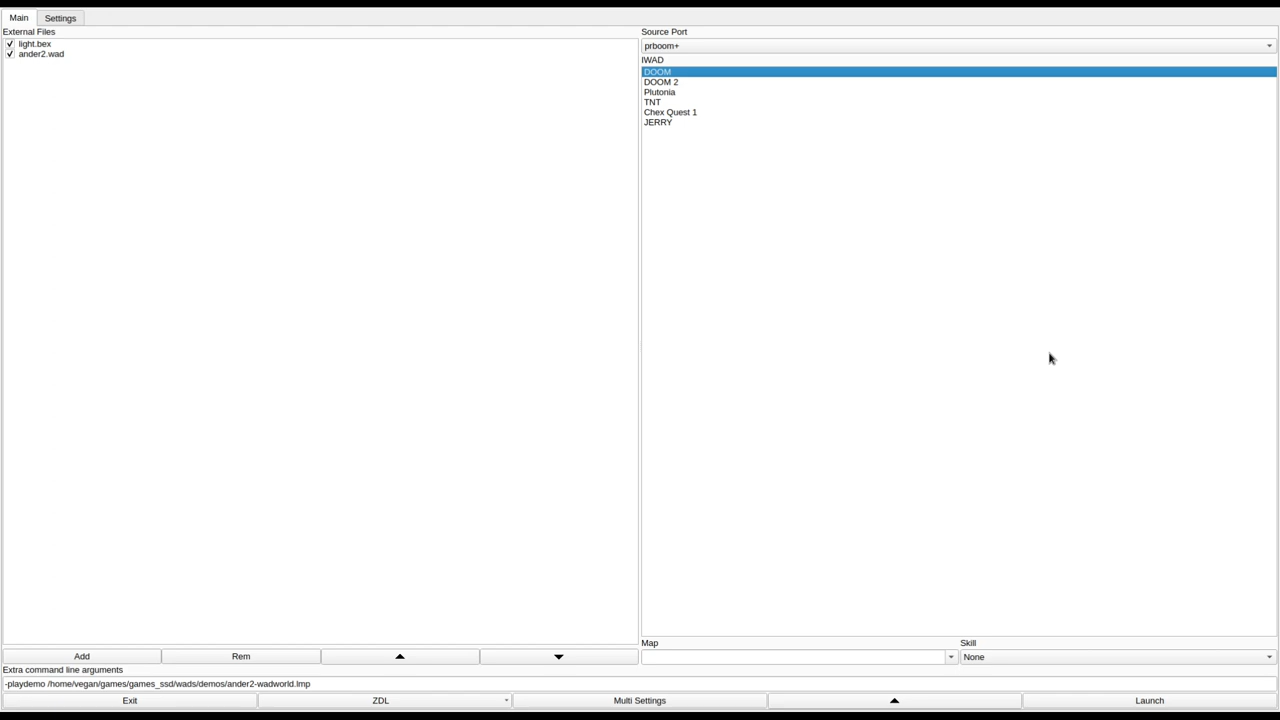 Main Settings
External Files
light.bex
ander2.wad
Source Port
prboom+
IWAD
DOOM
DOOM 2
Plutonia
TNT
Chex Quest 1
JERRY
Add Rem
Map Skill
None
Extra command line arguments
-playdemo /home/vegan/games/games_ssd/wads/demos/ander2-wadworld.lmp
Exit ZDL Multi Settings Launch